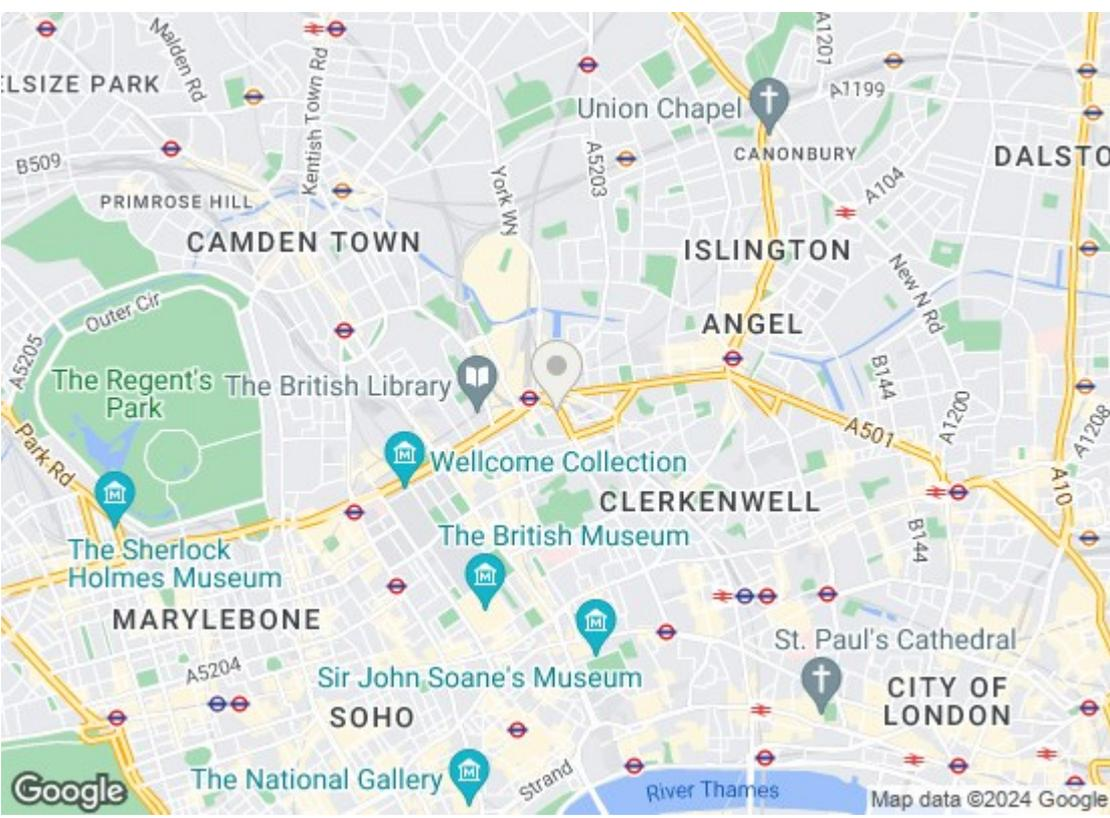 Malden Rd
ELSIZE PARK
B509
Kentish Town Rd
PRIMROSE HILL
CAMDEN TOWN
York Wy
A5203
Union Chapel
A1201
A1199
CANONBURY
DALSTO
A104
ISLINGTON
New N Rd
ANGEL
Outer Cir
A5205
The Regent's
Park
The British Library
B144
A1200
A1208
A501
Park Rd
Wellcome Collection
CLERKENWELL
A10
The British Museum
B144
The Sherlock
Holmes Museum
MARYLEBONE
A5204
Sir John Soane's Museum
St. Paul's Cathedral
SOHO
CITY OF
LONDON
The National Gallery
Strand
River Thames
Google
Map data ©2024 Google